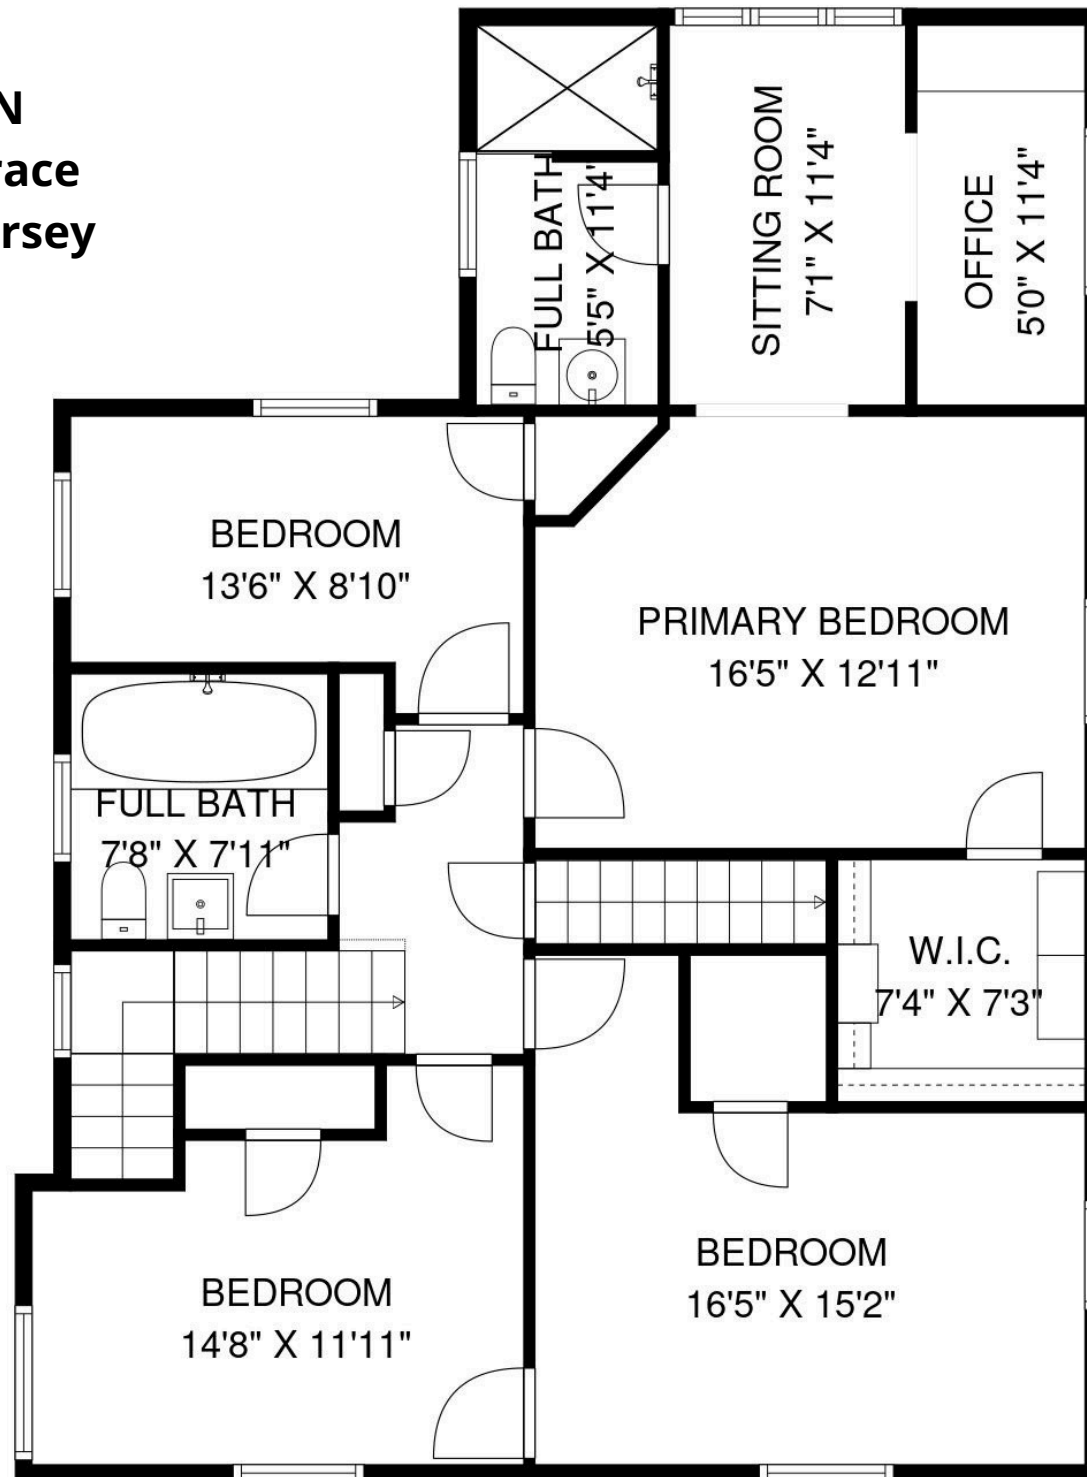 N
race
rsey
FULL BATH
5'5" X 11'4"
SITTING ROOM
7'1" X 11'4"
OFFICE
5'0" X 11'4"
BEDROOM
13'6" X 8'10"
PRIMARY BEDROOM
16'5" X 12'11"
FULL BATH
7'8" X 7'11"
W.I.C.
7'4" X 7'3"
BEDROOM
16'5" X 15'2"
BEDROOM
14'8" X 11'11"